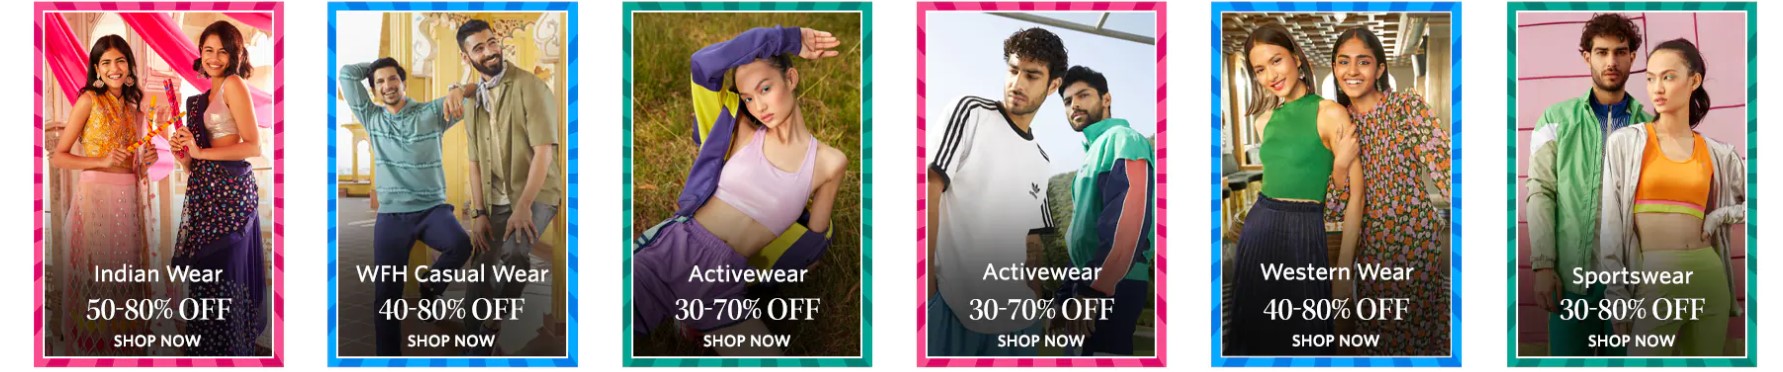 Indian Wear
50-80% OFF
SHOP NOW
WFH Casual Wear
40-80% OFF
SHOP NOW
Activewear
30-70% OFF
SHOP NOW
Activewear
30-70% OFF
SHOP NOW
Western Wear
40-80% OFF
SHOP NOW
Sportswear
30-80% OFF
SHOP NOW